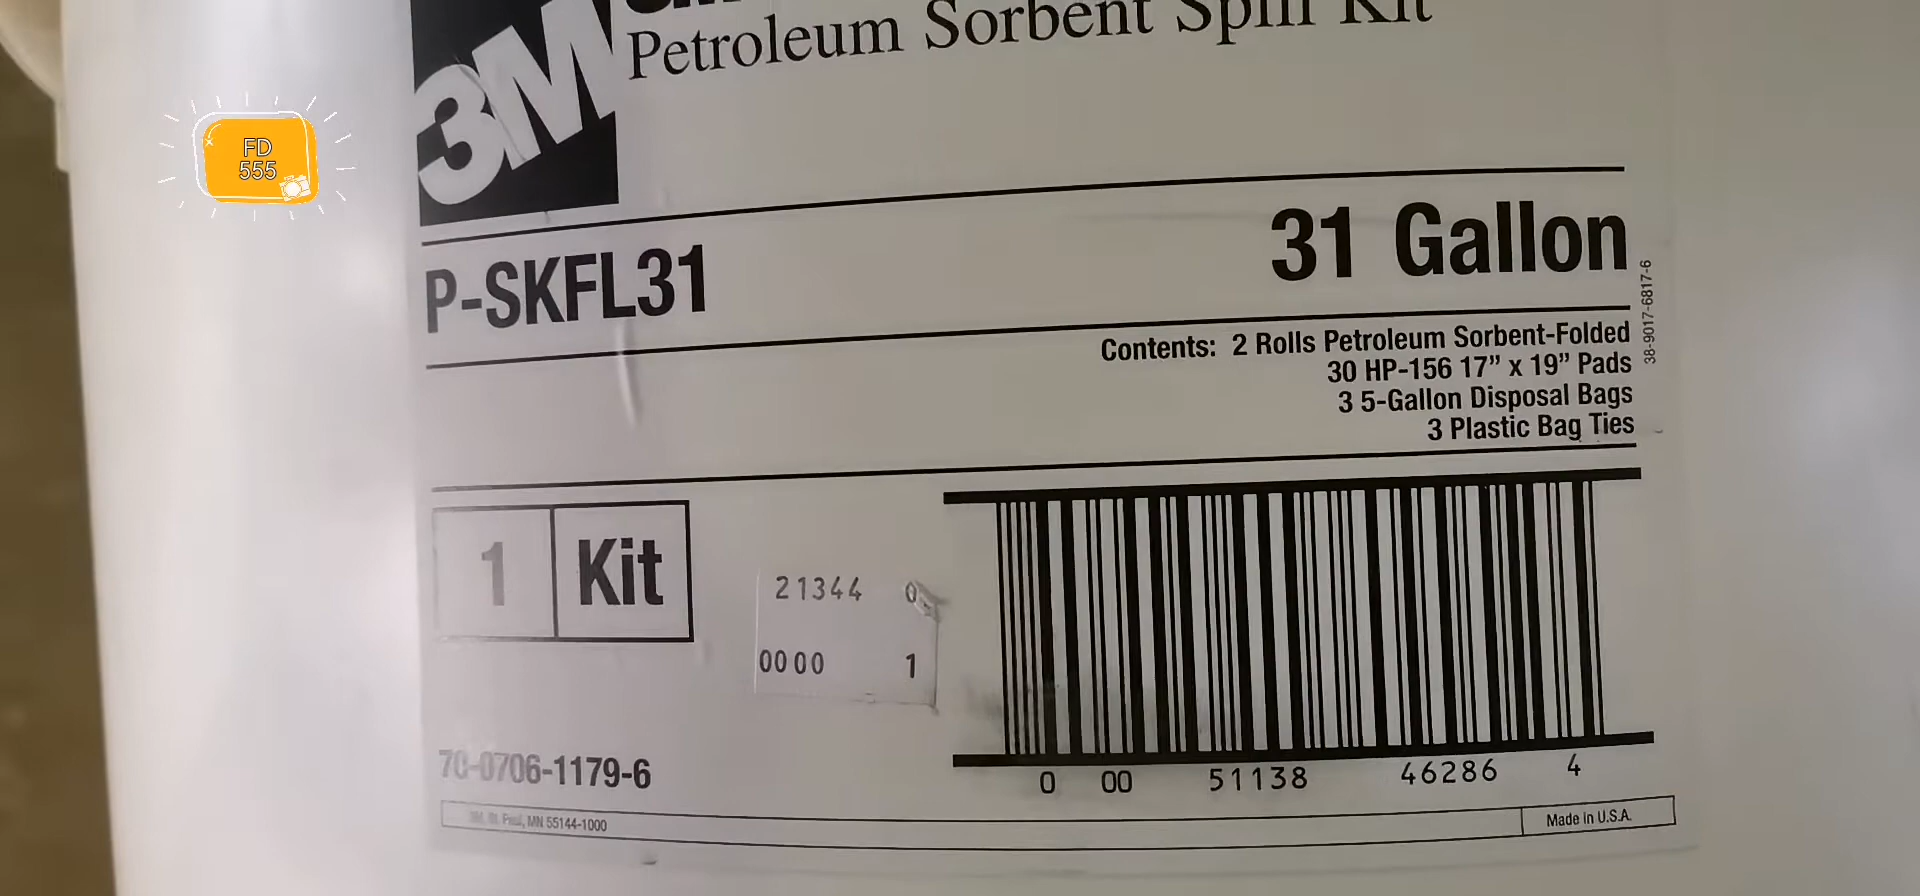 3M
Petroleum Sorbent Spill Kit
FD
555
P-SKFL31
31 Gallon
38-9017-6817-6
Contents: 2 Rolls Petroleum Sorbent-Folded
30 HP-156 17” x 19” Pads
3 5-Gallon Disposal Bags
3 Plastic Bag Ties
1 Kit
21344 0
0000 1
70-0706-1179-6
0 00 51138 46286 4
3M St. Paul, MN 55144-1000
Made in U.S.A.